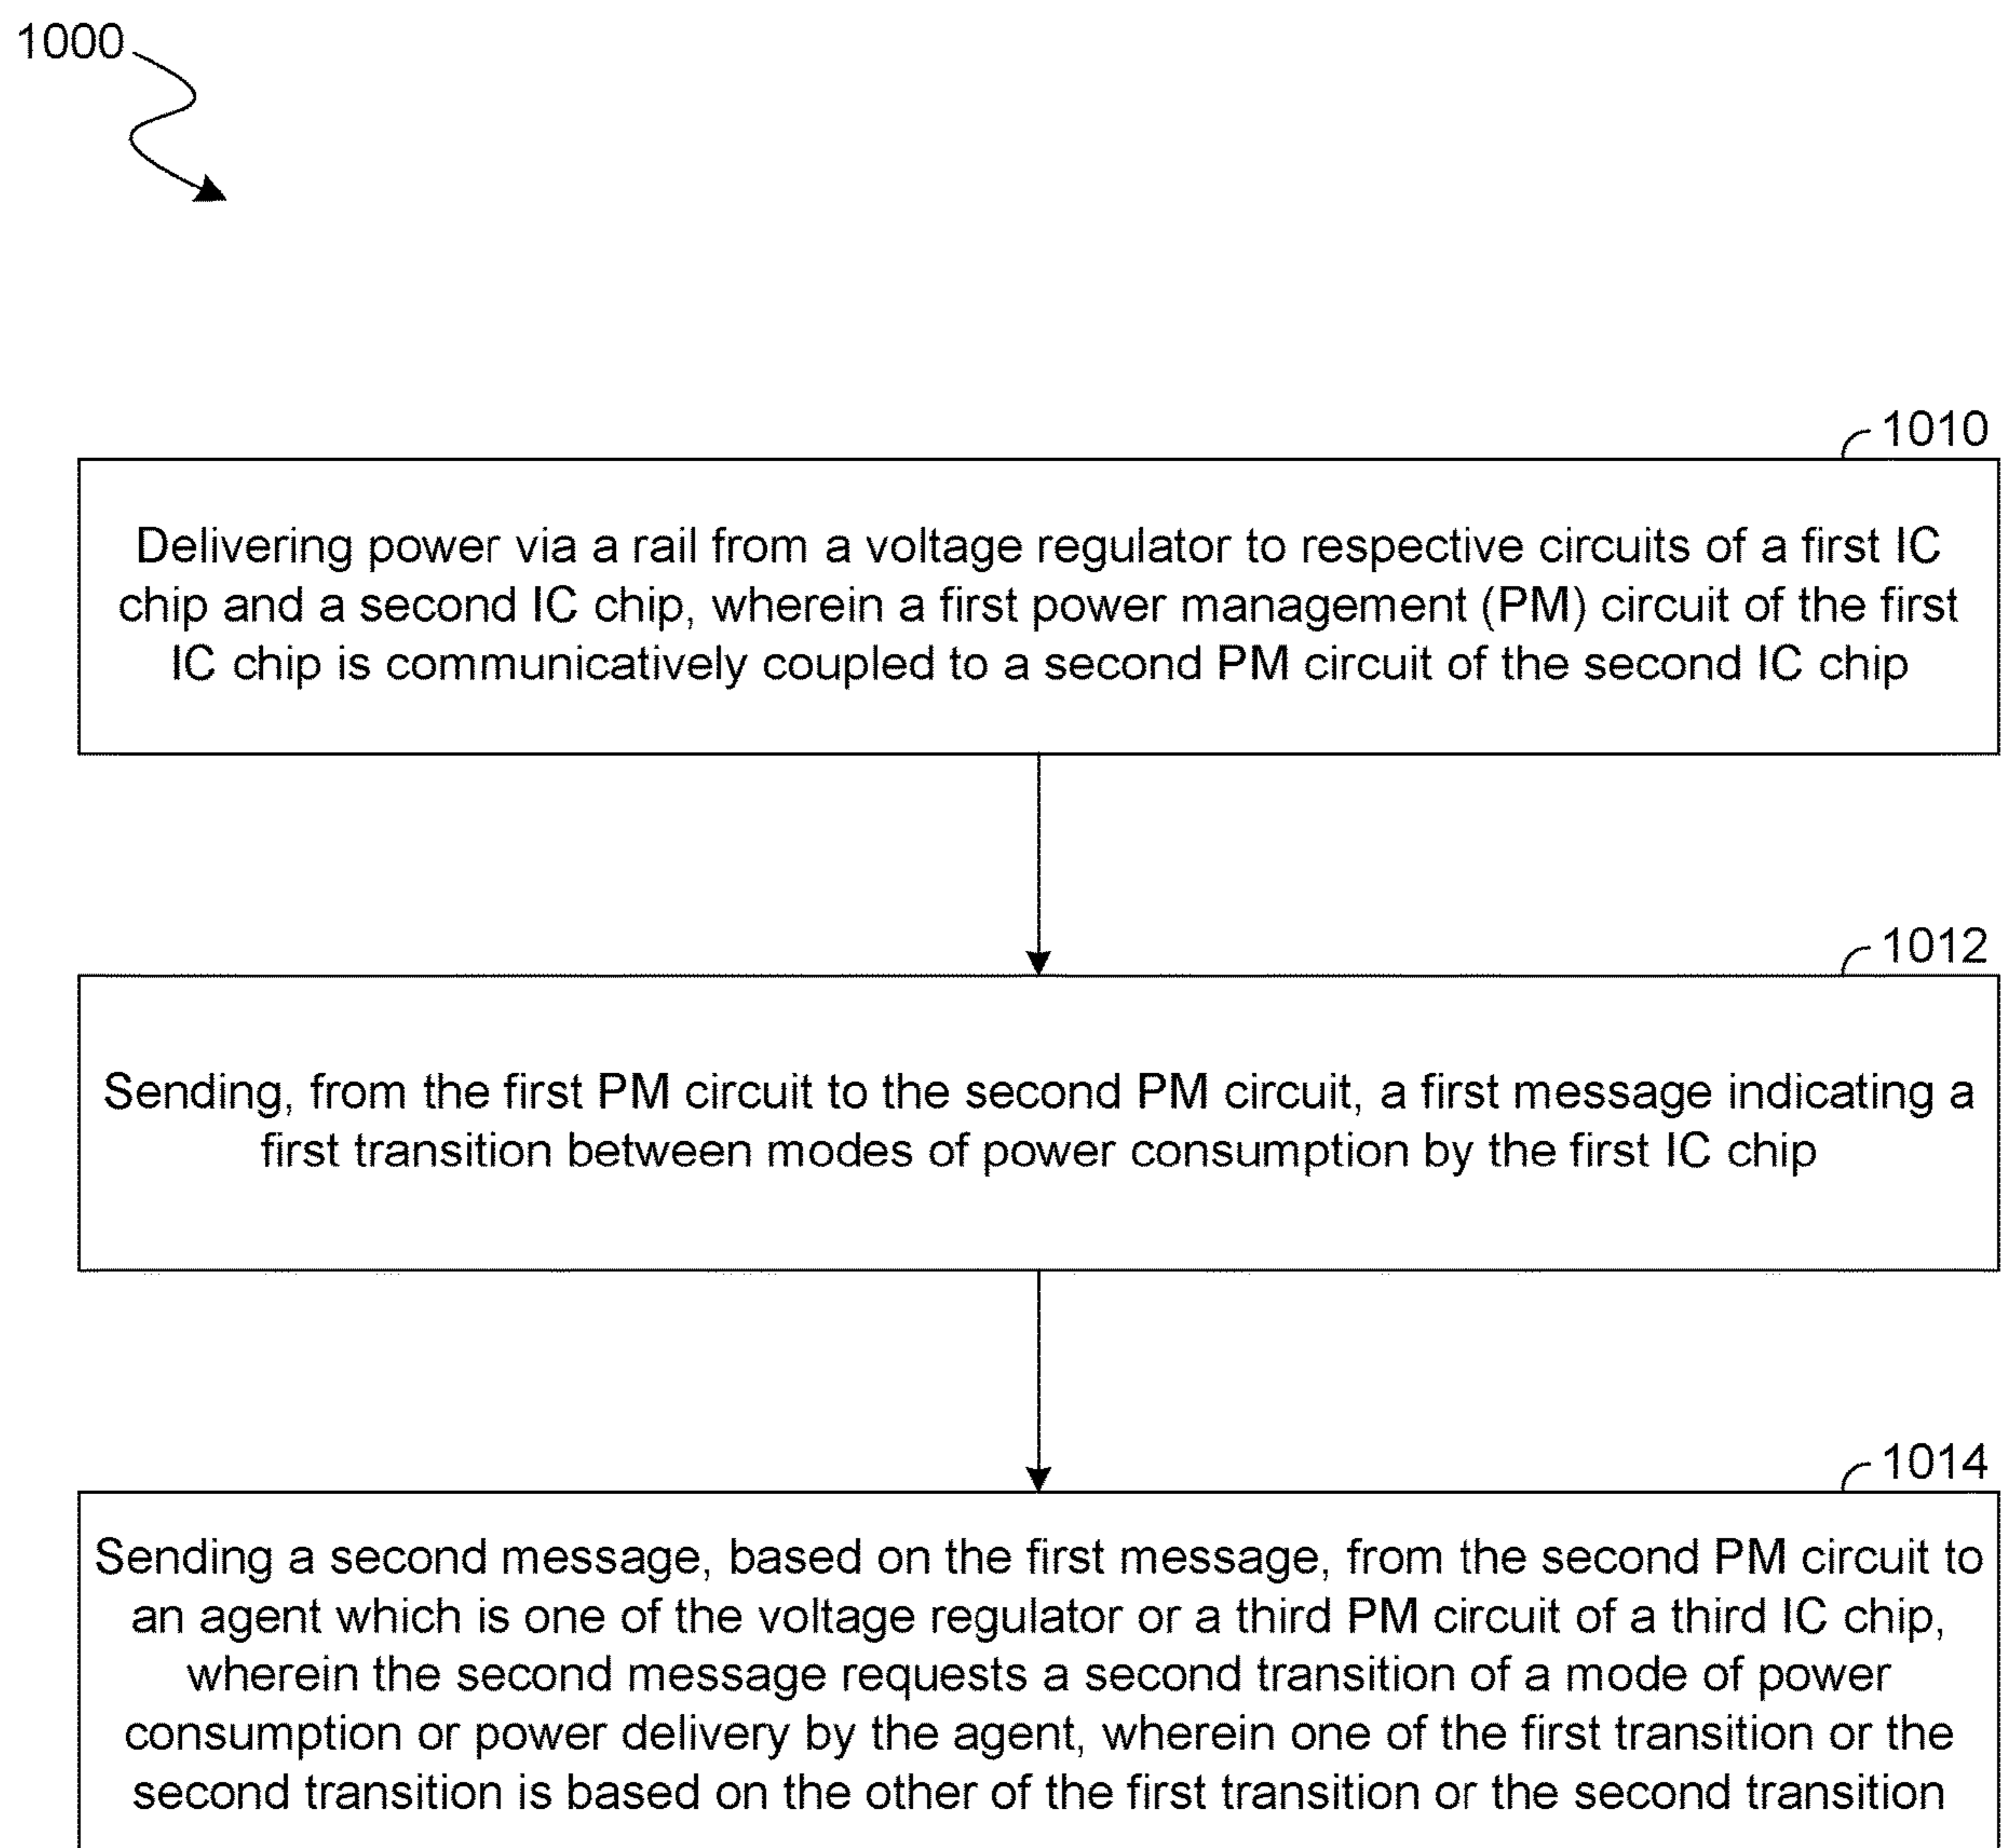 1000
1010
Delivering power via a rail from a voltage regulator to respective circuits of a first IC
chip and a second IC chip, wherein a first power management (PM) circuit of the first
IC chip is communicatively coupled to a second PM circuit of the second IC chip
1012
Sending, from the first PM circuit to the second PM circuit, a first message indicating a
first transition between modes of power consumption by the first IC chip
1014
Sending a second message, based on the first message, from the second PM circuit to
an agent which is one of the voltage regulator or a third PM circuit of a third IC chip,
wherein the second message requests a second transition of a mode of power
consumption or power delivery by the agent, wherein one of the first transition or the
second transition is based on the other of the first transition or the second transition